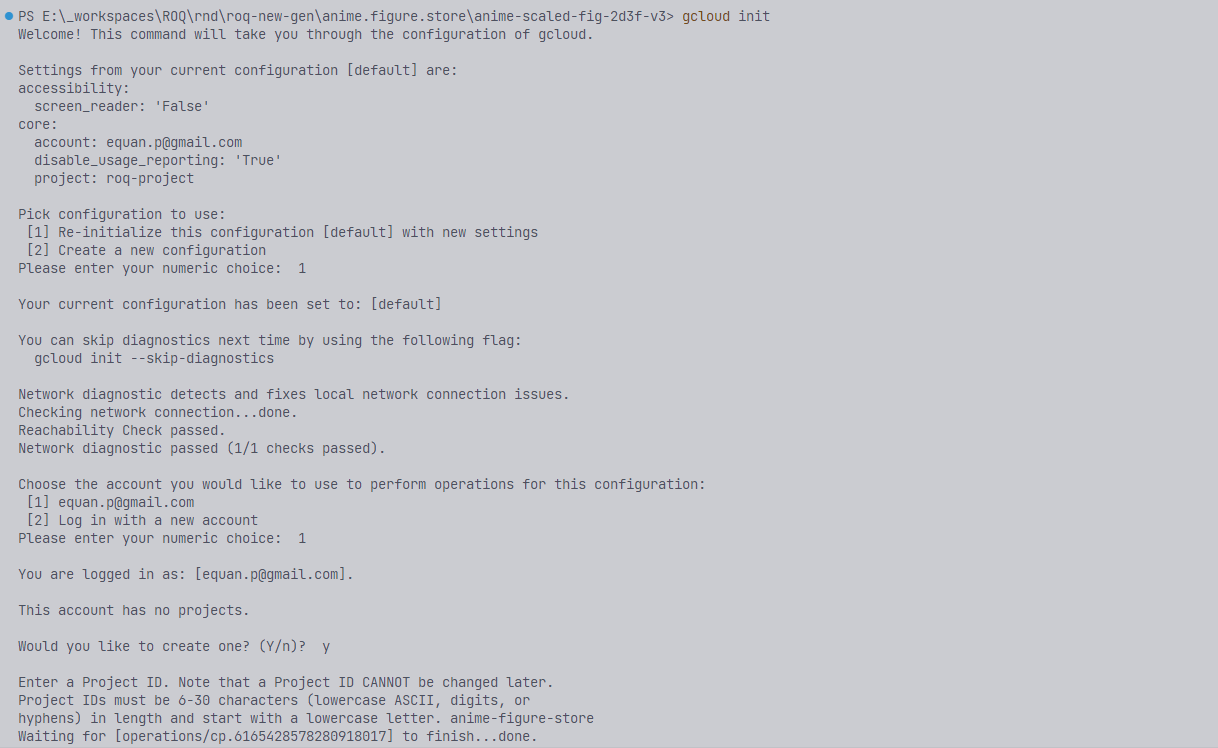 PS E:\_workspaces\ROQ\rnd\roq-new-gen\anime.figure.store\anime-scaled-fig-2d3f-v3> gcloud init
Welcome! This command will take you through the configuration of gcloud.
Settings from your current configuration [default] are:
accessibility:
  screen_reader: 'False'
core:
  account: equan.p@gmail.com
  disable_usage_reporting: 'True'
  project: roq-project
Pick configuration to use:
 [1] Re-initialize this configuration [default] with new settings
 [2] Create a new configuration
Please enter your numeric choice:  1
Your current configuration has been set to: [default]
You can skip diagnostics next time by using the following flag:
  gcloud init --skip-diagnostics
Network diagnostic detects and fixes local network connection issues.
Checking network connection...done.
Reachability Check passed.
Network diagnostic passed (1/1 checks passed).
Choose the account you would like to use to perform operations for this configuration:
 [1] equan.p@gmail.com
 [2] Log in with a new account
Please enter your numeric choice:  1
You are logged in as: [equan.p@gmail.com].
This account has no projects.
Would you like to create one? (Y/n)?  y
Enter a Project ID. Note that a Project ID CANNOT be changed later.
Project IDs must be 6-30 characters (lowercase ASCII, digits, or
hyphens) in length and start with a lowercase letter. anime-figure-store
Waiting for [operations/cp.6165428578280918017] to finish...done.